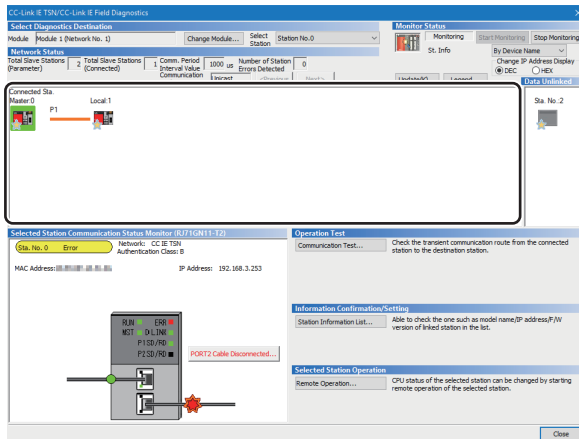 CC-Link IE TSN/CC-Link IE Field Diagnostics
Select Diagnostics Destination
Module Module 1 (Network No. 1) Change Module... Select Station Station No.0
Monitor Status
Monitoring Start Monitoring Stop Monitoring
St. Info By Device Name
Change IP Address Display
DEC HEX
Network Status
Total Slave Stations (Parameter) 2 Total Slave Stations (Connected) 1 Comm. Period Interval Value 1000 us Number of Station Errors Detected 0
Communication Unicast <Previous Next>
Update(K) Legend
Data Unlinked
Connected Sta.
Master:0 Local:1
P1
Sta. No.:2
Selected Station Communication Status Monitor (RJ71GN11-T2)
Sta. No. 0 Error
Network: CC IE TSN
Authentication Class: B
MAC Address: IP Address: 192.168.3.253
RUN ERR
MST D LINK
P1SD/RD
P2SD/RD
PORT2 Cable Disconnected...
Operation Test
Communication Test...
Check the transient communication route from the connected
station to the destination station.
Information Confirmation/Setting
Station Information List...
Able to check the one such as model name/IP address/F/W
version of linked station in the list.
Selected Station Operation
Remote Operation...
CPU status of the selected station can be changed by starting
remote operation of the selected station.
Close